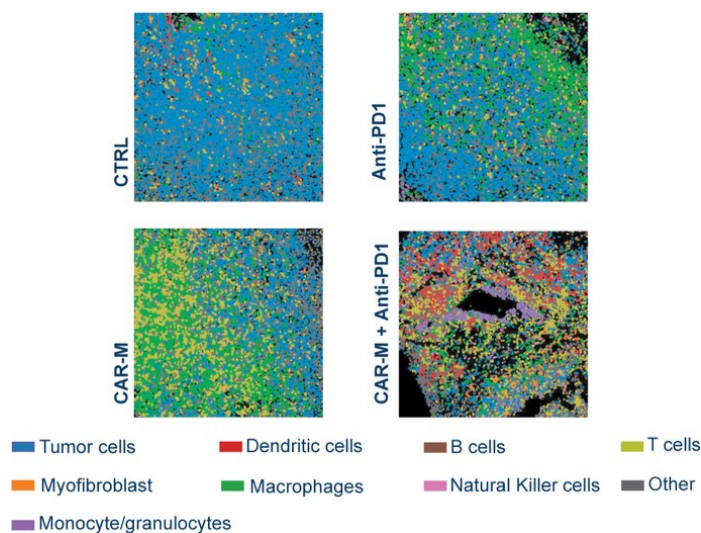 CTRL
Anti-PD1
CAR-M
CAR-M + Anti-PD1
Tumor cells
Dendritic cells
B cells
T cells
Myofibroblast
Macrophages
Natural Killer cells
Other
Monocyte/granulocytes